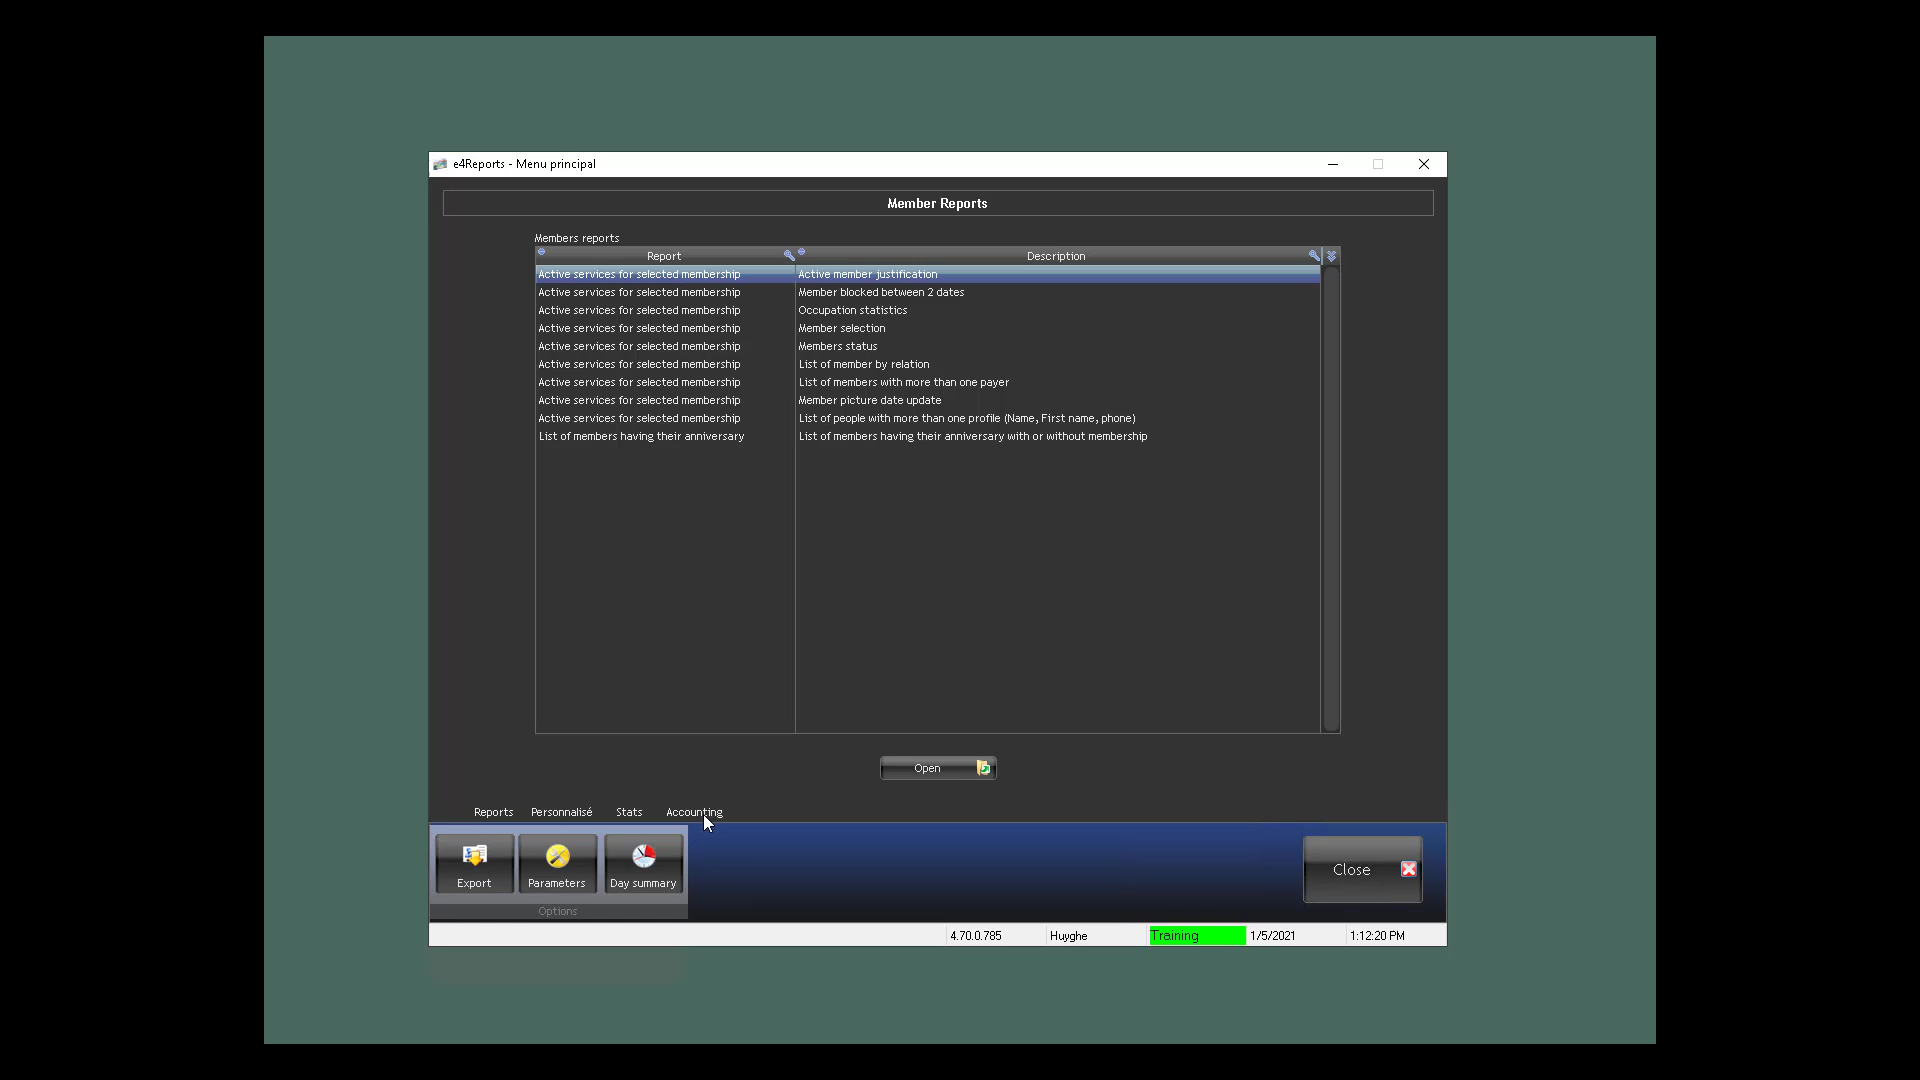 e4Reports - Menu principal
Member Reports
Members reports
Report Description
Active services for selected membership Active member justification
Active services for selected membership Member blocked between 2 dates
Active services for selected membership Occupation statistics
Active services for selected membership Member selection
Active services for selected membership Members status
Active services for selected membership List of member by relation
Active services for selected membership List of members with more than one payer
Active services for selected membership Member picture date update
Active services for selected membership List of people with more than one profile (Name, First name, phone)
List of members having their anniversary List of members having their anniversary with or without membership
Open
Reports Personnalisé Stats Accounting
Export Parameters Day summary
Close
Options
4.70.0.785 Huyghe Training 1/5/2021 1:12:20 PM